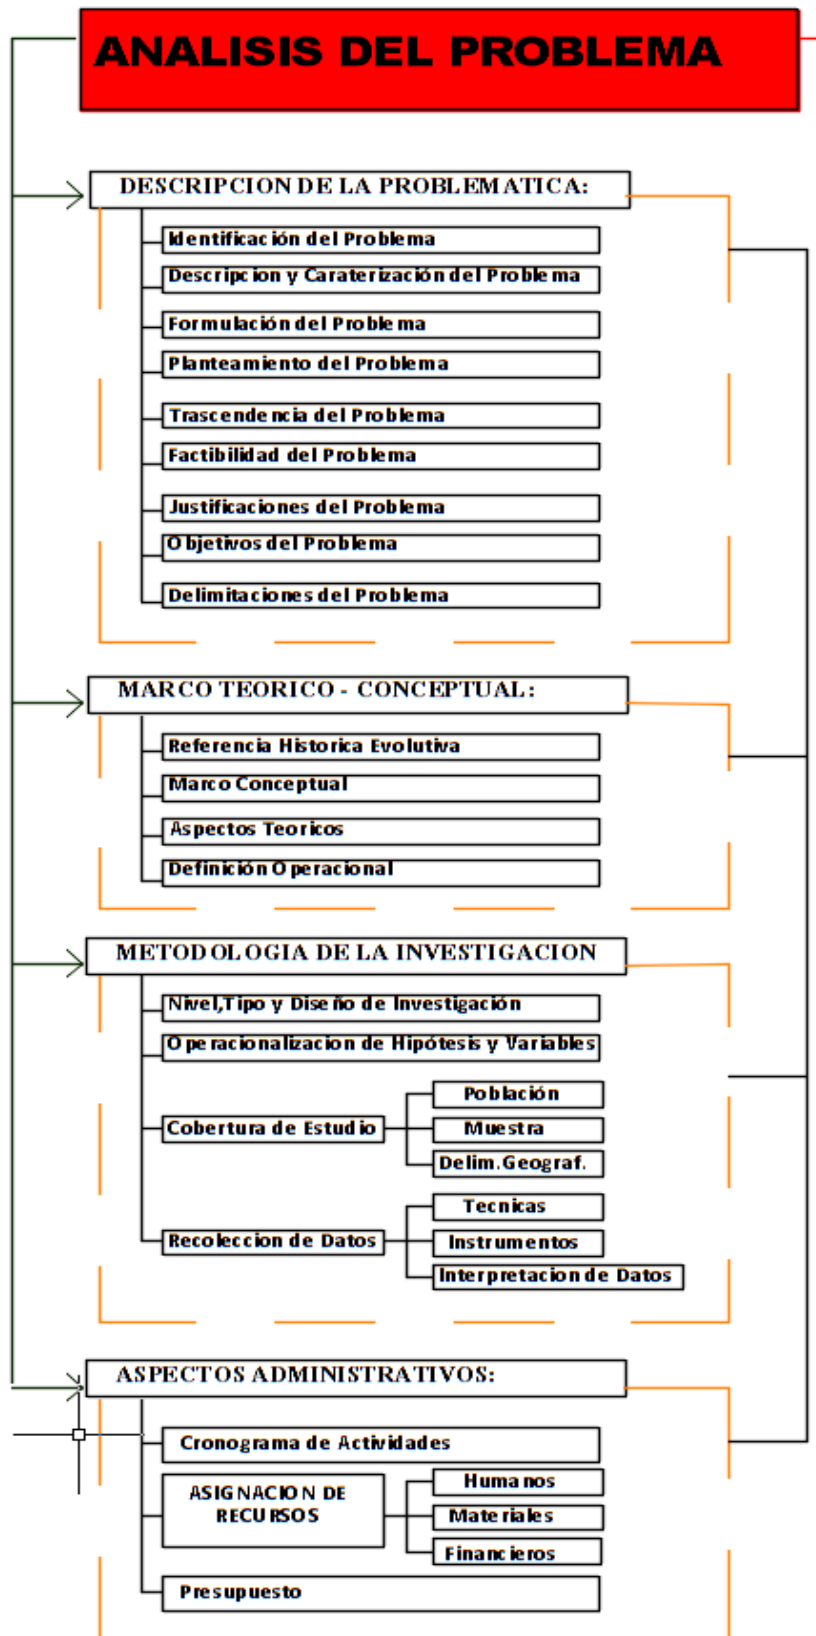 ANALISIS DEL PROBLEMA
DESCRIPCION DE LA PROBLEMATICA:
Identificación del Problema
Descripcion y Caraterización del Problema
Formulación del Problema
Planteamiento del Problema
Trascendencia del Problema
Factibilidad del Problema
Justificaciones del Problema
Objetivos del Problema
Delimitaciones del Problema
MARCO TEORICO - CONCEPTUAL:
Referencia Historica Evolutiva
Marco Conceptual
Aspectos Teoricos
Definición Operacional
METODOLOGIA DE LA INVESTIGACION
Nivel,Tipo y Diseño de Investigación
Operacionalizacion de Hipótesis y Variables
Cobertura de Estudio
Población
Muestra
Delim.Geograf.
Recoleccion de Datos
Tecnicas
Instrumentos
Interpretacion de Datos
ASPECTOS ADMINISTRATIVOS:
Cronograma de Actividades
ASIGNACION DE
RECURSOS
Humanos
Materiales
Financieros
Presupuesto